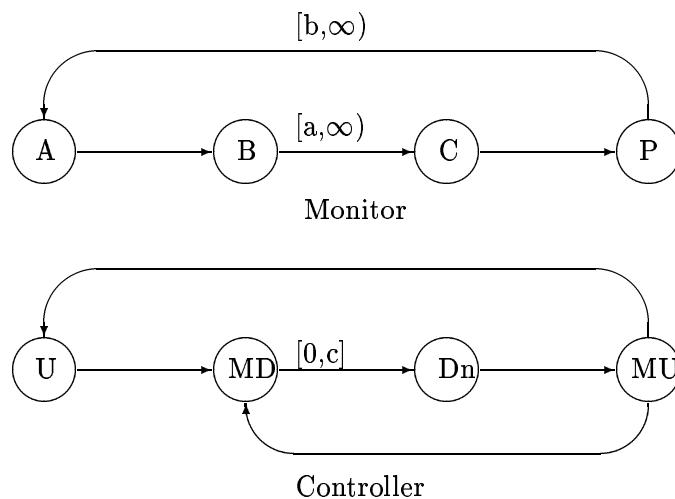 [b,∞)
A B [a,∞) C P
Monitor
U MD [0,c] Dn MU
Controller